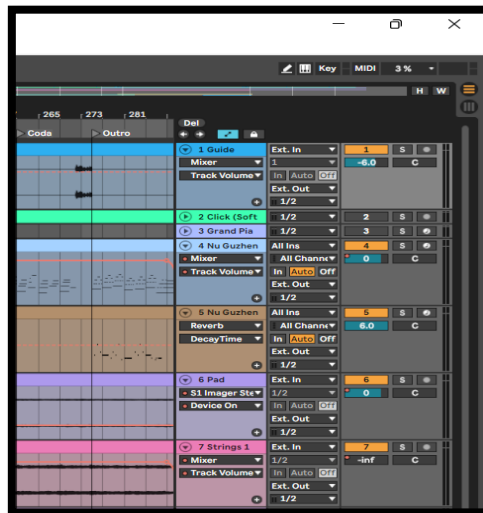 Key MIDI 3 %
H W
265 273 281
Del
Coda Outro
1 Guide Ext. In 1 S
Mixer 1 -6.0 C
Track Volume In Auto Off
Ext. Out
1/2
2 Click (Soft 1/2 2 S
3 Grand Pia 1/2 3 S
4 Nu Guzhen All Ins 4 S
Mixer All Channe 0 C
Track Volume In Auto Off
Ext. Out
1/2
5 Nu Guzhen All Ins 5 S
Reverb All Channe 6.0 C
DecayTime In Auto Off
Ext. Out
1/2
6 Pad Ext. In 6 S
S1 Imager Ste 1/2 0 C
Device On In Auto Off
Ext. Out
1/2
7 Strings 1 Ext. In 7 S
Mixer 1/2 -inf C
Track Volume In Auto Off
Ext. Out
1/2